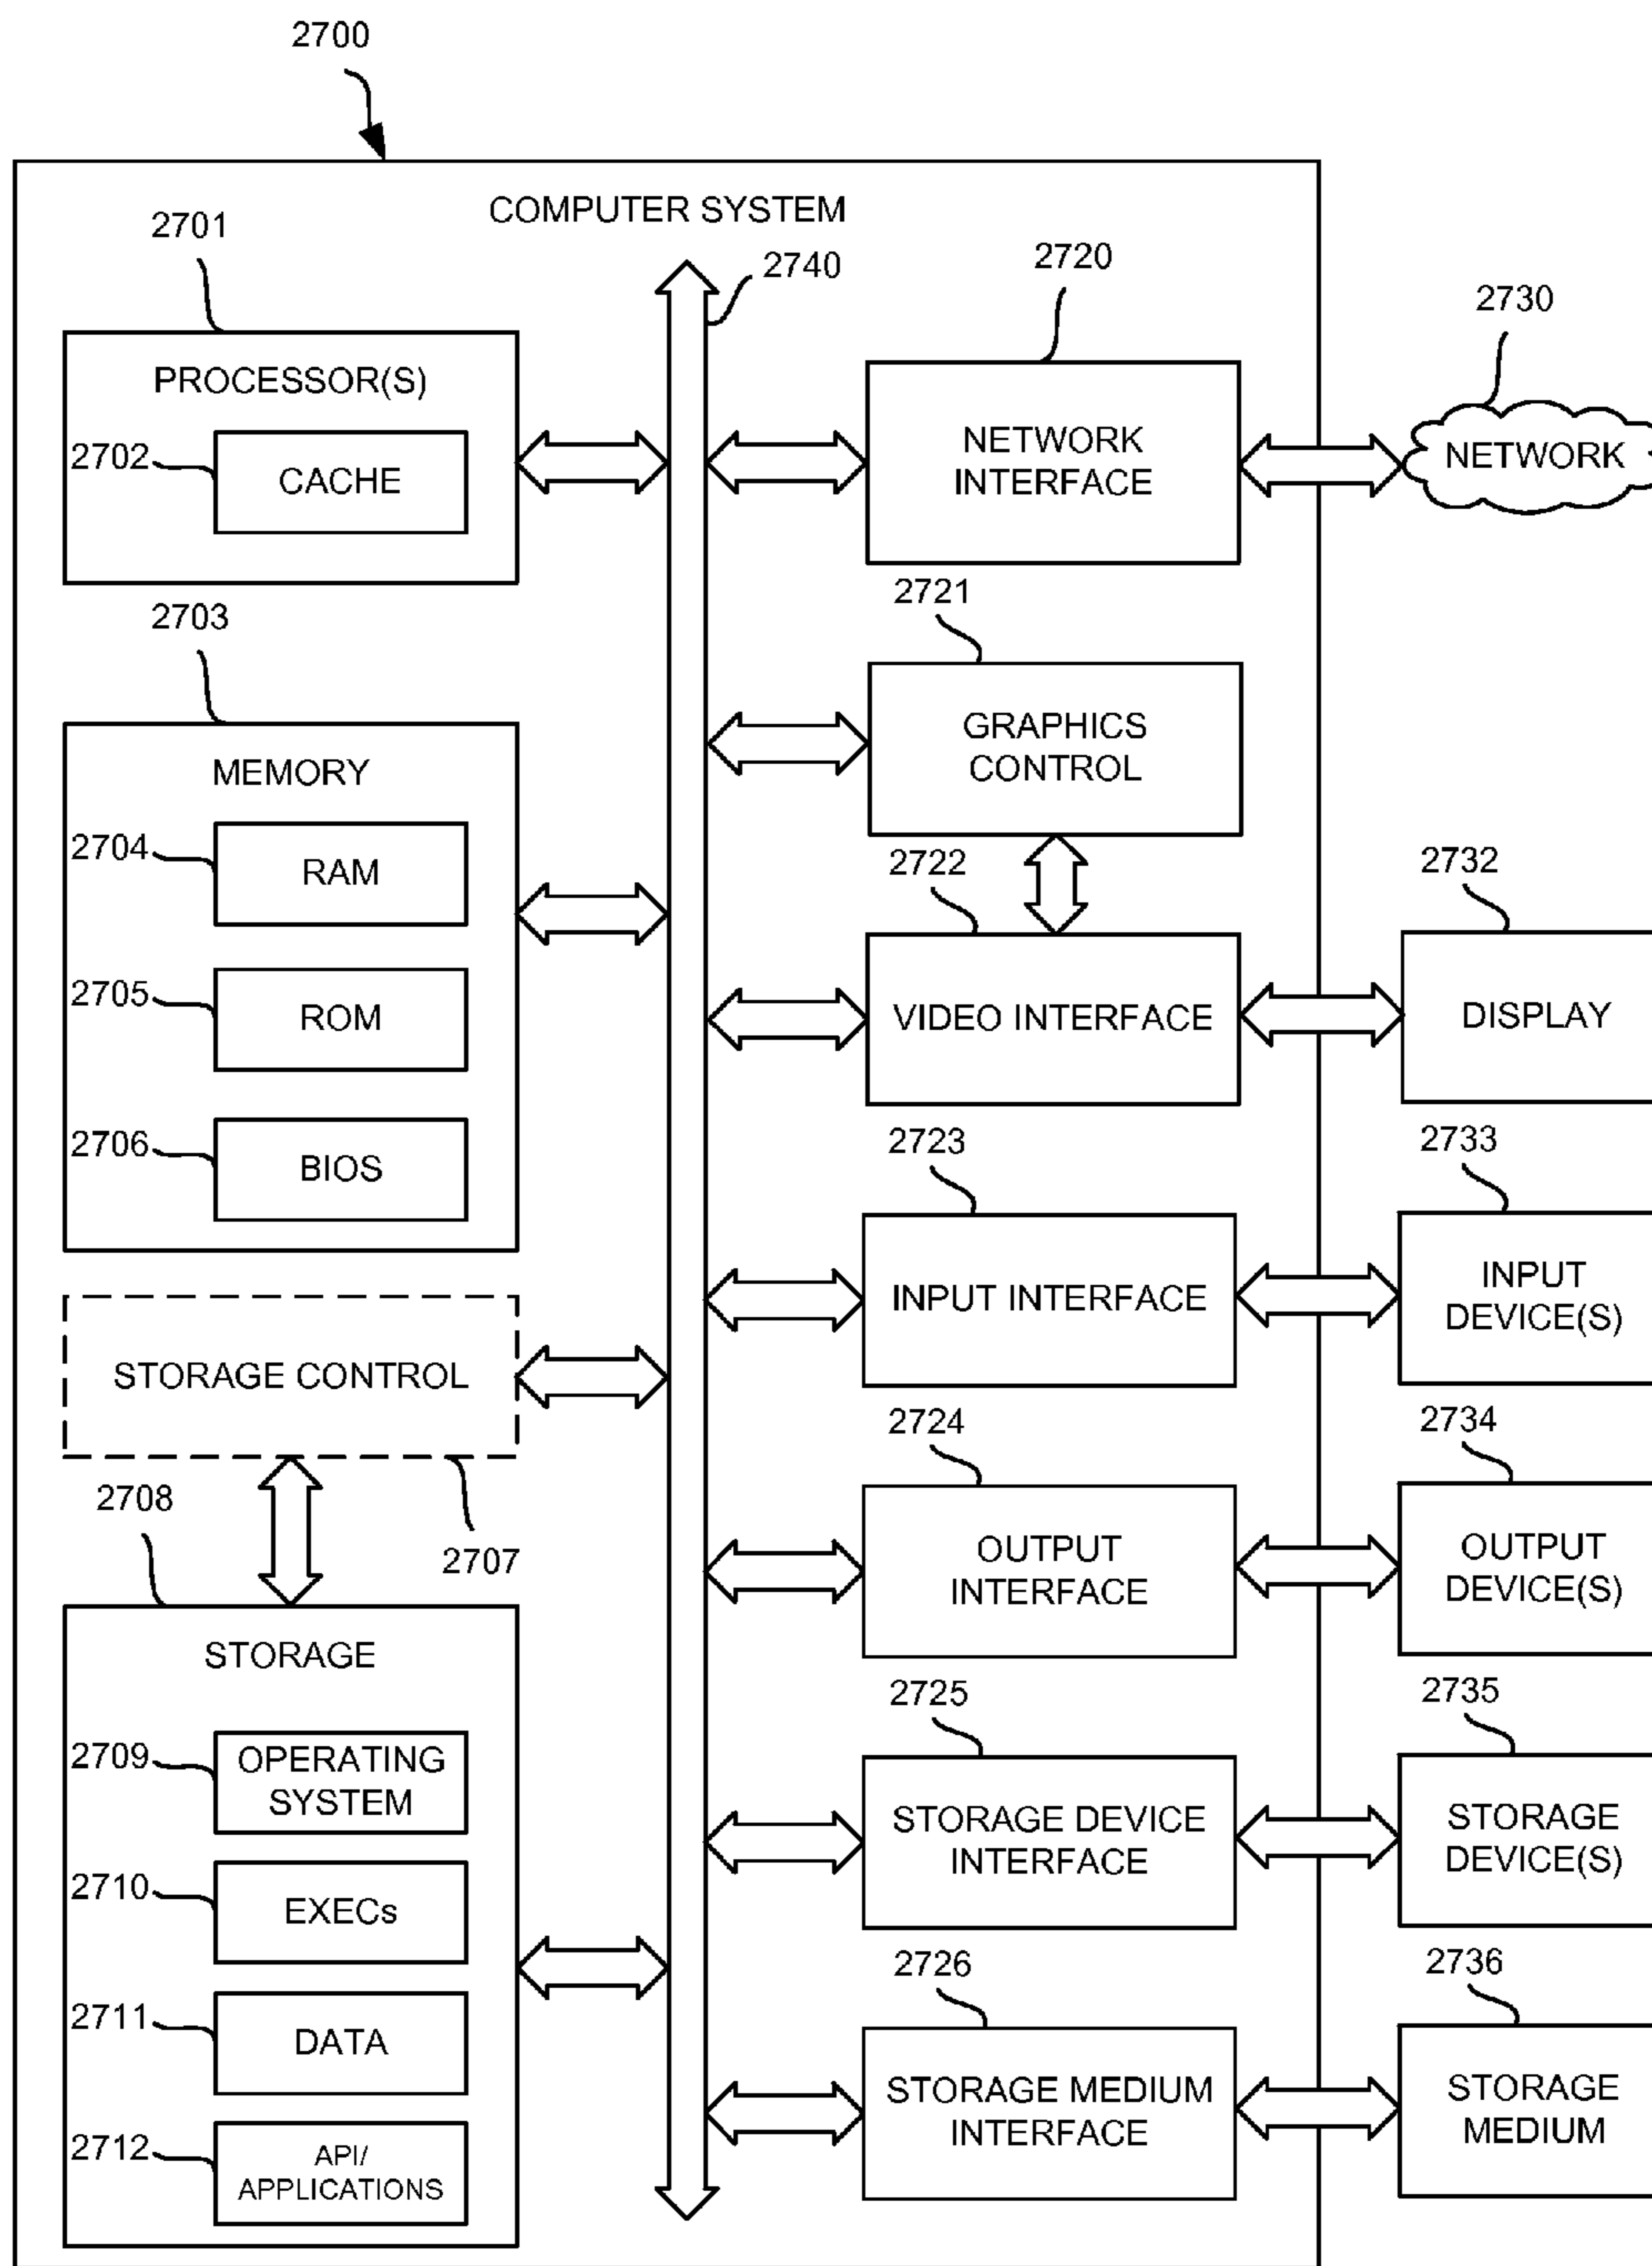 2700
COMPUTER SYSTEM
2701
2740
2720
2730
PROCESSOR(S)
2702
CACHE
NETWORK
INTERFACE
NETWORK
2703
2721
MEMORY
GRAPHICS
CONTROL
2704
RAM
2722
2732
2705
ROM
VIDEO INTERFACE
DISPLAY
2706
BIOS
2723
2733
INPUT INTERFACE
INPUT
DEVICE(S)
STORAGE CONTROL
2724
2734
2708
2707
OUTPUT
INTERFACE
OUTPUT
DEVICE(S)
STORAGE
2725
2735
2709
OPERATING
SYSTEM
STORAGE DEVICE
INTERFACE
STORAGE
DEVICE(S)
2710
EXECs
2726
2736
2711
DATA
STORAGE MEDIUM
INTERFACE
STORAGE
MEDIUM
2712
API/
APPLICATIONS